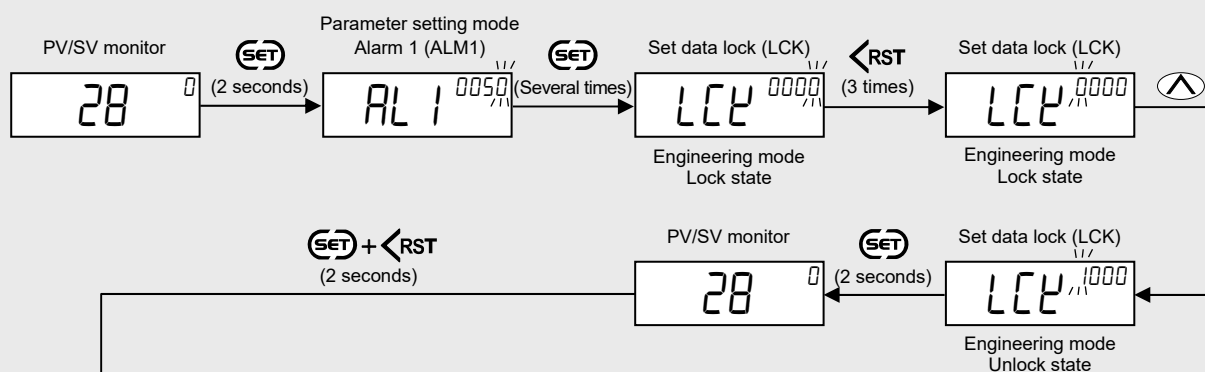 Parameter setting mode
PV/SV monitor
SET
Alarm 1 (ALM1)
SET
Set data lock (LCK)
<RST
Set data lock (LCK)
28 0
(2 seconds)
AL1 0050
(Several times)
LCK 0000
(3 times)
LCK 0000
Engineering mode
Lock state
Engineering mode
Lock state
SET + <RST
(2 seconds)
PV/SV monitor
SET
Set data lock (LCK)
28 0
(2 seconds)
LCK 1000
Engineering mode
Unlock state